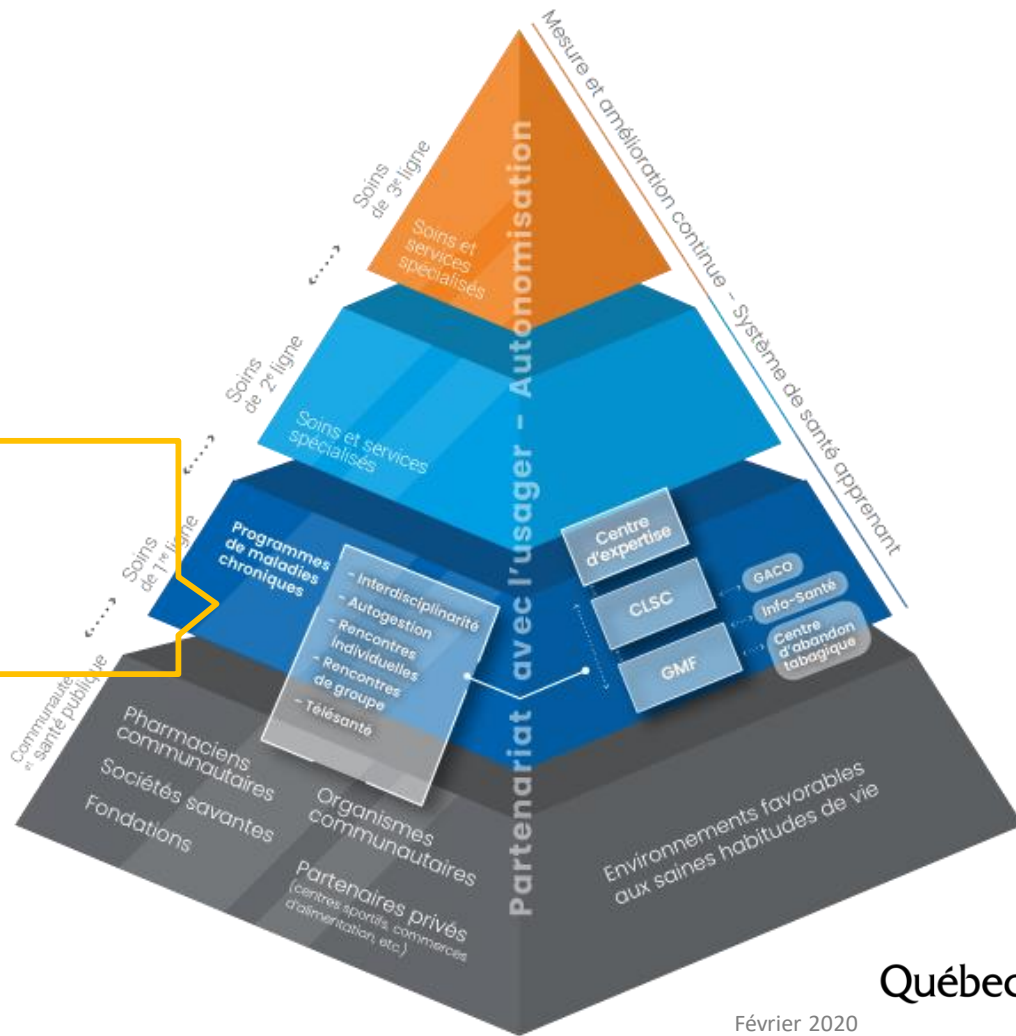 Mesure et amélioration continue - Système de santé apprenant
Partenariat avec l'usager - Autonomisation
Soins
de 3e ligne
Soins et
services
spécialisés
Soins
de 2e ligne
Soins et services
spécialisés
Soins
de 1re ligne
Programmes
de maladies
chroniques
- Interdisciplinarité
- Autogestion
- Rencontres
individuelles
- Rencontres
de groupe
- Télésanté
Centre
d'expertise
CLSC
GMF
GACO
Info-Santé
Centre
d'abandon
tabagique
Communauté
et santé publique
Pharmaciens
communautaires
Sociétés savantes
Fondations
Organismes
communautaires
Partenaires privés
(centres sportifs, commerces
d'alimentation, etc.)
Environnements favorables
aux saines habitudes de vie
Québec
Février 2020